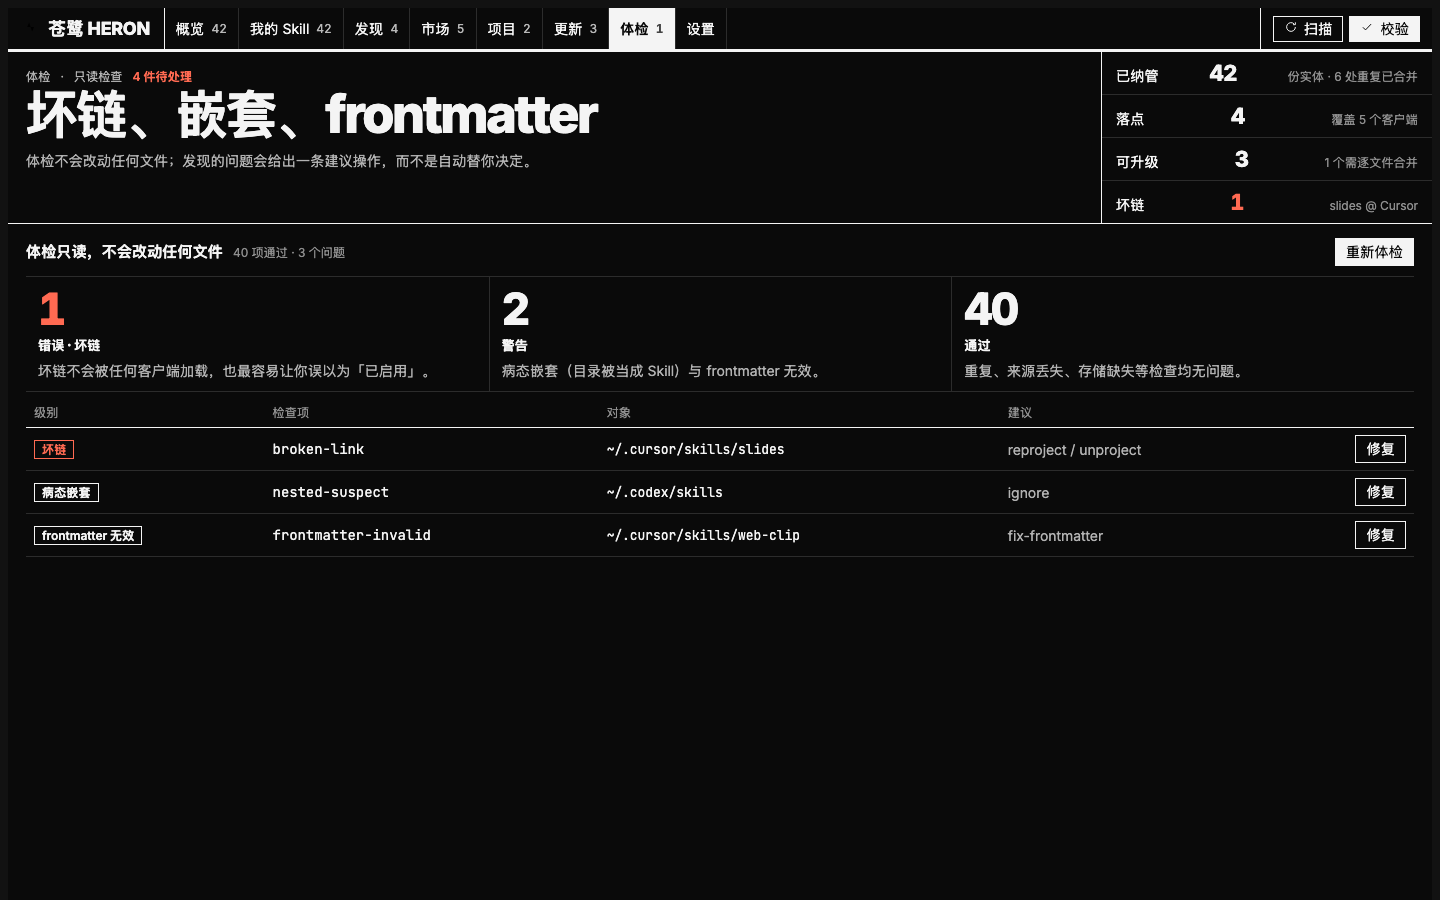 苍鹭 HERON 概览 42 我的 Skill 42 发现 4 市场 5 项目 2 更新 3 体检 1 设置 扫描 校验
体检 · 只读检查 4 件待处理
坏链、嵌套、frontmatter
体检不会改动任何文件；发现的问题会给出一条建议操作，而不是自动替你决定。
已纳管 42 份实体 · 6 处重复已合并
落点 4 覆盖 5 个客户端
可升级 3 1 个需逐文件合并
坏链 1 slides @ Cursor
体检只读，不会改动任何文件 40 项通过 · 3 个问题 重新体检
1
错误 · 坏链
坏链不会被任何客户端加载，也最容易让你误以为「已启用」。
2
警告
病态嵌套（目录被当成 Skill）与 frontmatter 无效。
40
通过
重复、来源丢失、存储缺失等检查均无问题。
级别 检查项 对象 建议
坏链 broken-link ~/.cursor/skills/slides reproject / unproject 修复
病态嵌套 nested-suspect ~/.codex/skills ignore 修复
frontmatter 无效 frontmatter-invalid ~/.cursor/skills/web-clip fix-frontmatter 修复